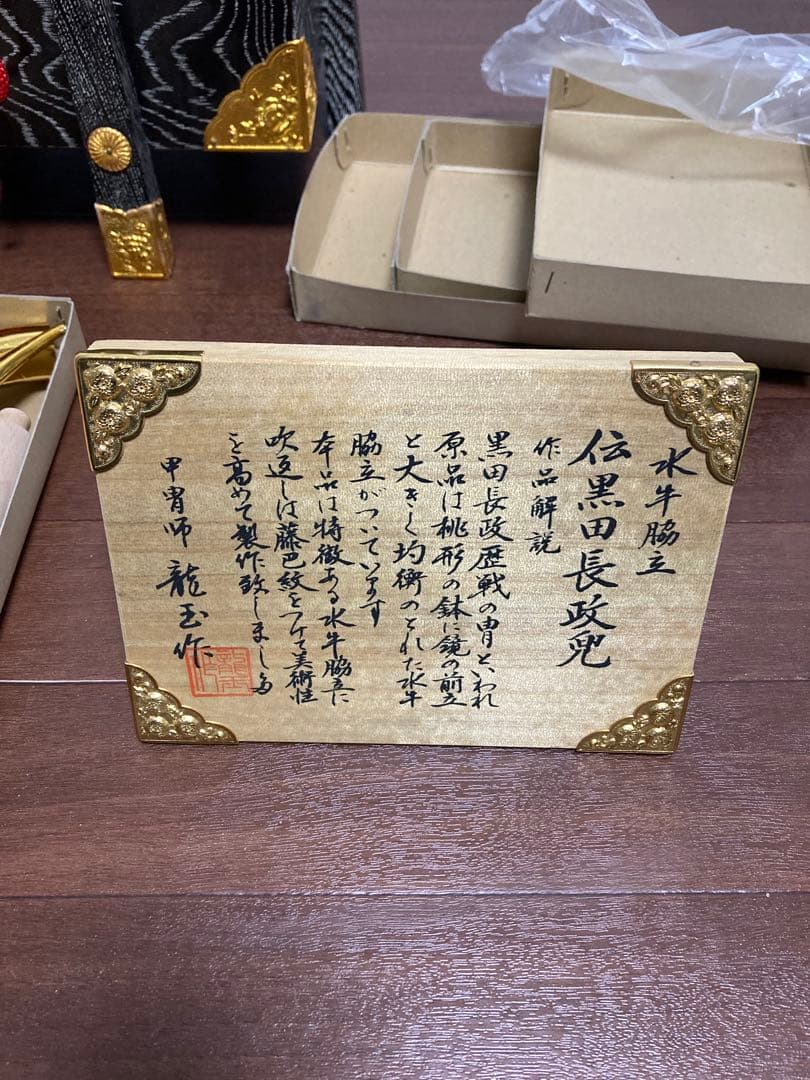 水牛脇立
伝黒田長政兜
作品解説
黒田長政歴戦の冑といわれ
原品は桃形の鉢に鏡の前立
と大きく均衡のとれた水牛
脇立がついています
本品は特徴ある水牛脇立に
吹返しは藤巴紋をつけて美術性
を高めて製作致しました
甲冑師 龍玉作